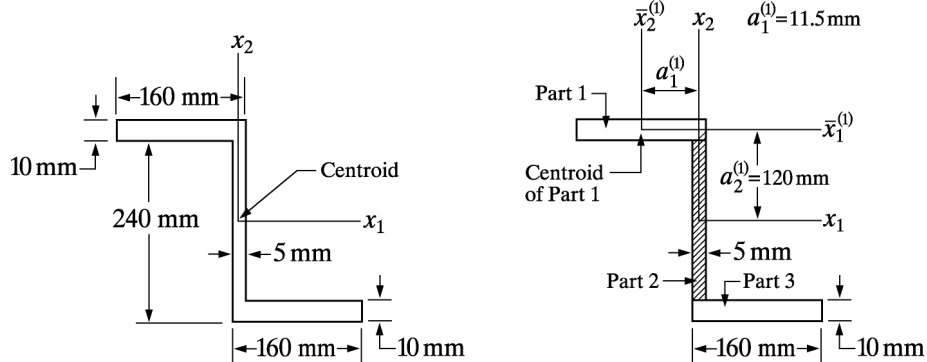 x₂
160 mm
10 mm
Centroid
240 mm
x₁
5 mm
160 mm
10 mm
x̄₂⁽¹⁾
x₂
a₁⁽¹⁾=11.5 mm
a₁⁽¹⁾
Part 1
x̄₁⁽¹⁾
Centroid
of Part 1
a₂⁽¹⁾=120 mm
x₁
5 mm
Part 2
Part 3
160 mm
10 mm